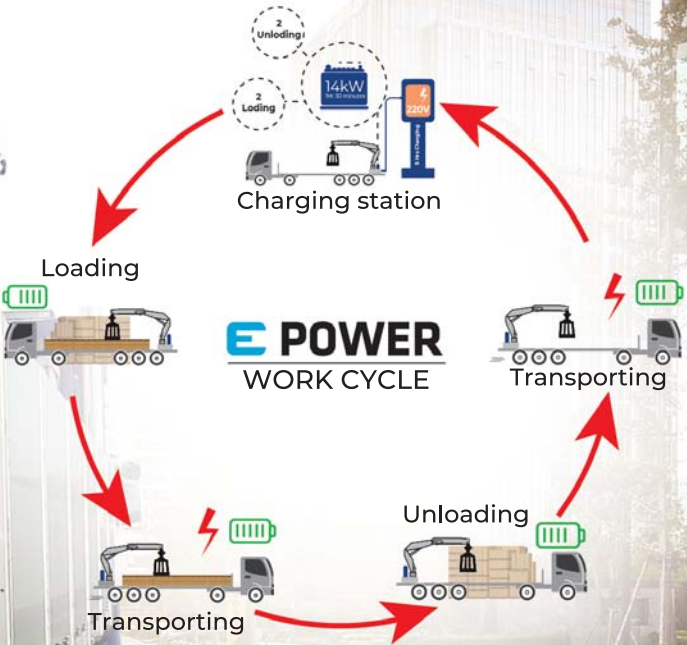 2
Unloding
2
Loding
14kW
220V
Charging station
Loading
E POWER
WORK CYCLE
Transporting
Unloading
Transporting